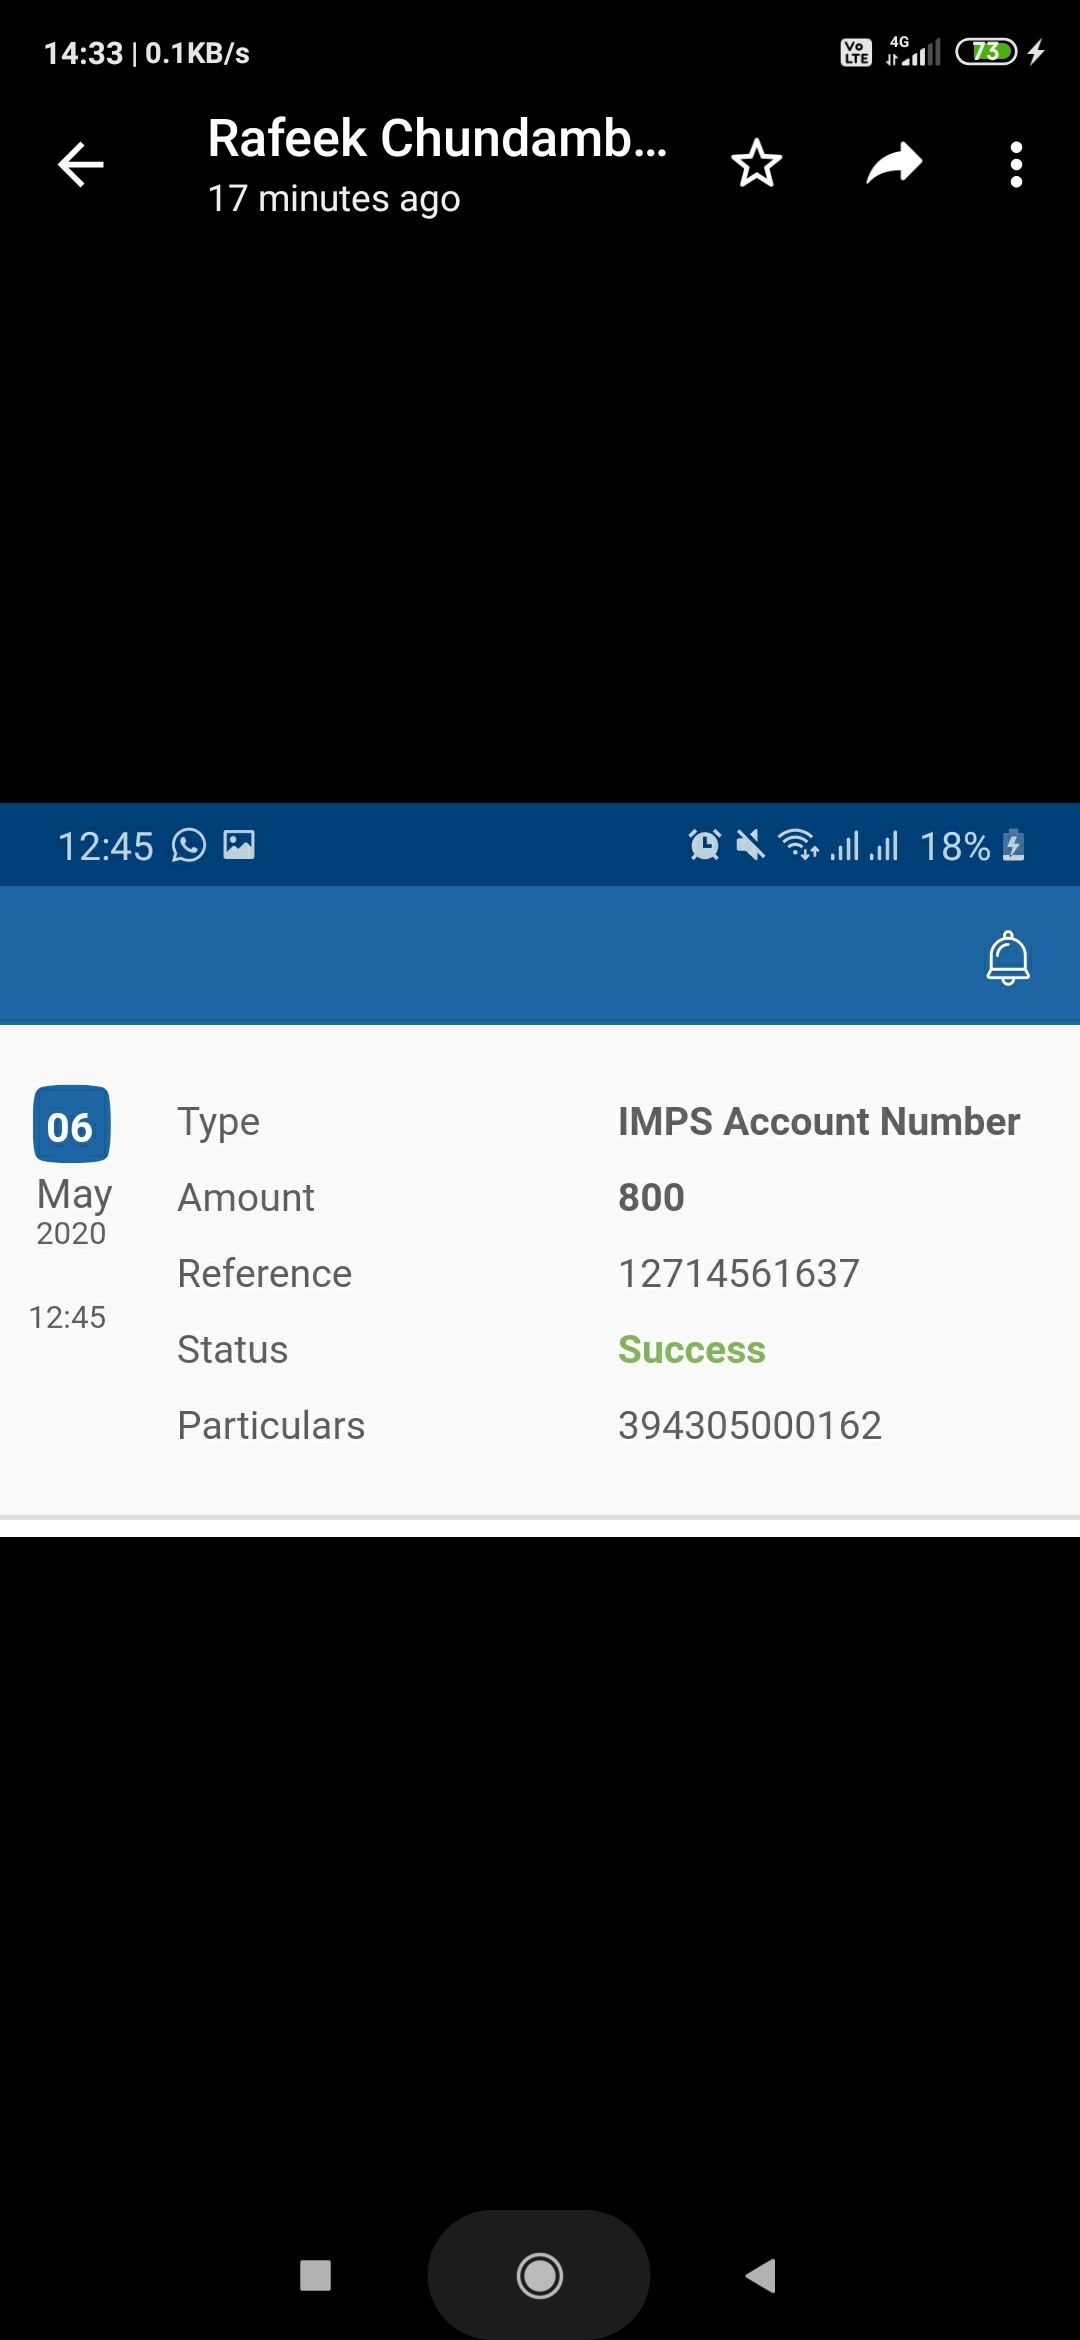 14:33 | 0.1KB/s
Vo LTE 4G 73
Rafeek Chundamb...
17 minutes ago
12:45 18%
06
May
2020
12:45
Type IMPS Account Number
Amount 800
Reference 12714561637
Status Success
Particulars 394305000162